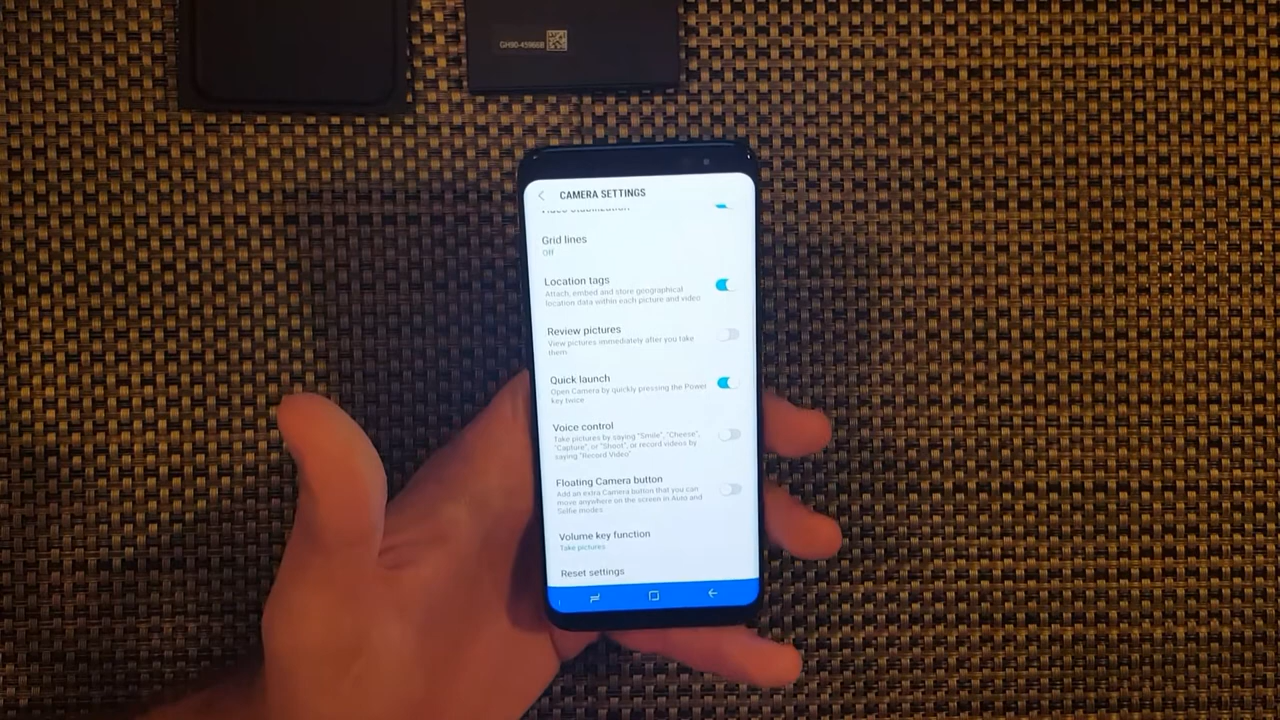 GH90-45966B
CAMERA SETTINGS
Video stabilization
Grid lines
Off
Location tags
Attach, embed and store geographical
location data within each picture and video
Review pictures
View pictures immediately after you take
them
Quick launch
Open Camera by quickly pressing the Power
key twice
Voice control
Take pictures by saying "Smile", "Cheese",
"Capture", or "Shoot", or record videos by
saying "Record Video"
Floating Camera button
Add an extra Camera button that you can
move anywhere on the screen in Auto and
Selfie modes
Volume key function
Take pictures
Reset settings